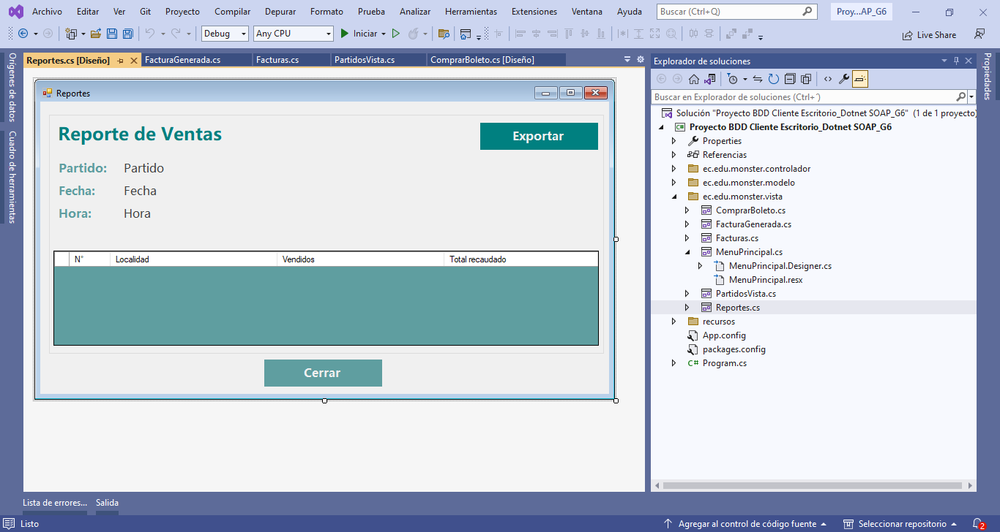 Archivo Editar Ver Git Proyecto Compilar Depurar Formato Prueba Analizar Herramientas Extensiones Ventana Ayuda Buscar (Ctrl+Q) Proy...AP_G6
Debug Any CPU Iniciar Live Share
Reportes.cs [Diseño] FacturaGenerada.cs Facturas.cs PartidosVista.cs ComprarBoleto.cs [Diseño]
Orígenes de datos
Cuadro de herramientas
Reportes
Reporte de Ventas
Exportar
Partido: Partido
Fecha: Fecha
Hora: Hora
N° Localidad Vendidos Total recaudado
Cerrar
Explorador de soluciones
Buscar en Explorador de soluciones (Ctrl+´)
Solución "Proyecto BDD Cliente Escritorio_Dotnet SOAP_G6" (1 de 1 proyecto)
C# Proyecto BDD Cliente Escritorio_Dotnet SOAP_G6
Properties
Referencias
ec.edu.monster.controlador
ec.edu.monster.modelo
ec.edu.monster.vista
ComprarBoleto.cs
FacturaGenerada.cs
Facturas.cs
MenuPrincipal.cs
MenuPrincipal.Designer.cs
MenuPrincipal.resx
PartidosVista.cs
Reportes.cs
recursos
App.config
packages.config
C# Program.cs
Propiedades
Lista de errores... Salida
Listo Agregar al control de código fuente Seleccionar repositorio 2